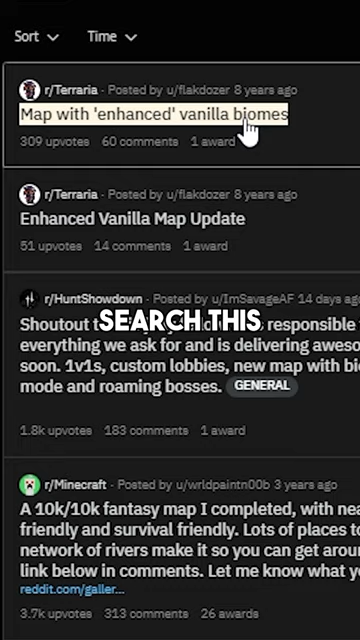 Sort Time
r/Terraria · Posted by u/flakdozer 8 years ago
Map with 'enhanced' vanilla biomes
309 upvotes 60 comments 1 award
r/Terraria · Posted by u/flakdozer 8 years ago
Enhanced Vanilla Map Update
51 upvotes 14 comments 1 award
r/HuntShowdown · Posted by u/ImSavageAF 14 days ag
SEARCH THIS
Shoutout t responsible
everything we ask for and is delivering aweso
soon. 1v1s, custom lobbies, new map with bi
mode and roaming bosses. GENERAL
1.8k upvotes 183 comments 1 award
r/Minecraft · Posted by u/wrldpaintn00b 3 years ago
A 10k/10k fantasy map I completed, with nea
friendly and survival friendly. Lots of places to
network of rivers make it so you can get arou
link below in comments. Let me know what yo
reddit.com/galler...
3.7k upvotes 313 comments 26 awards